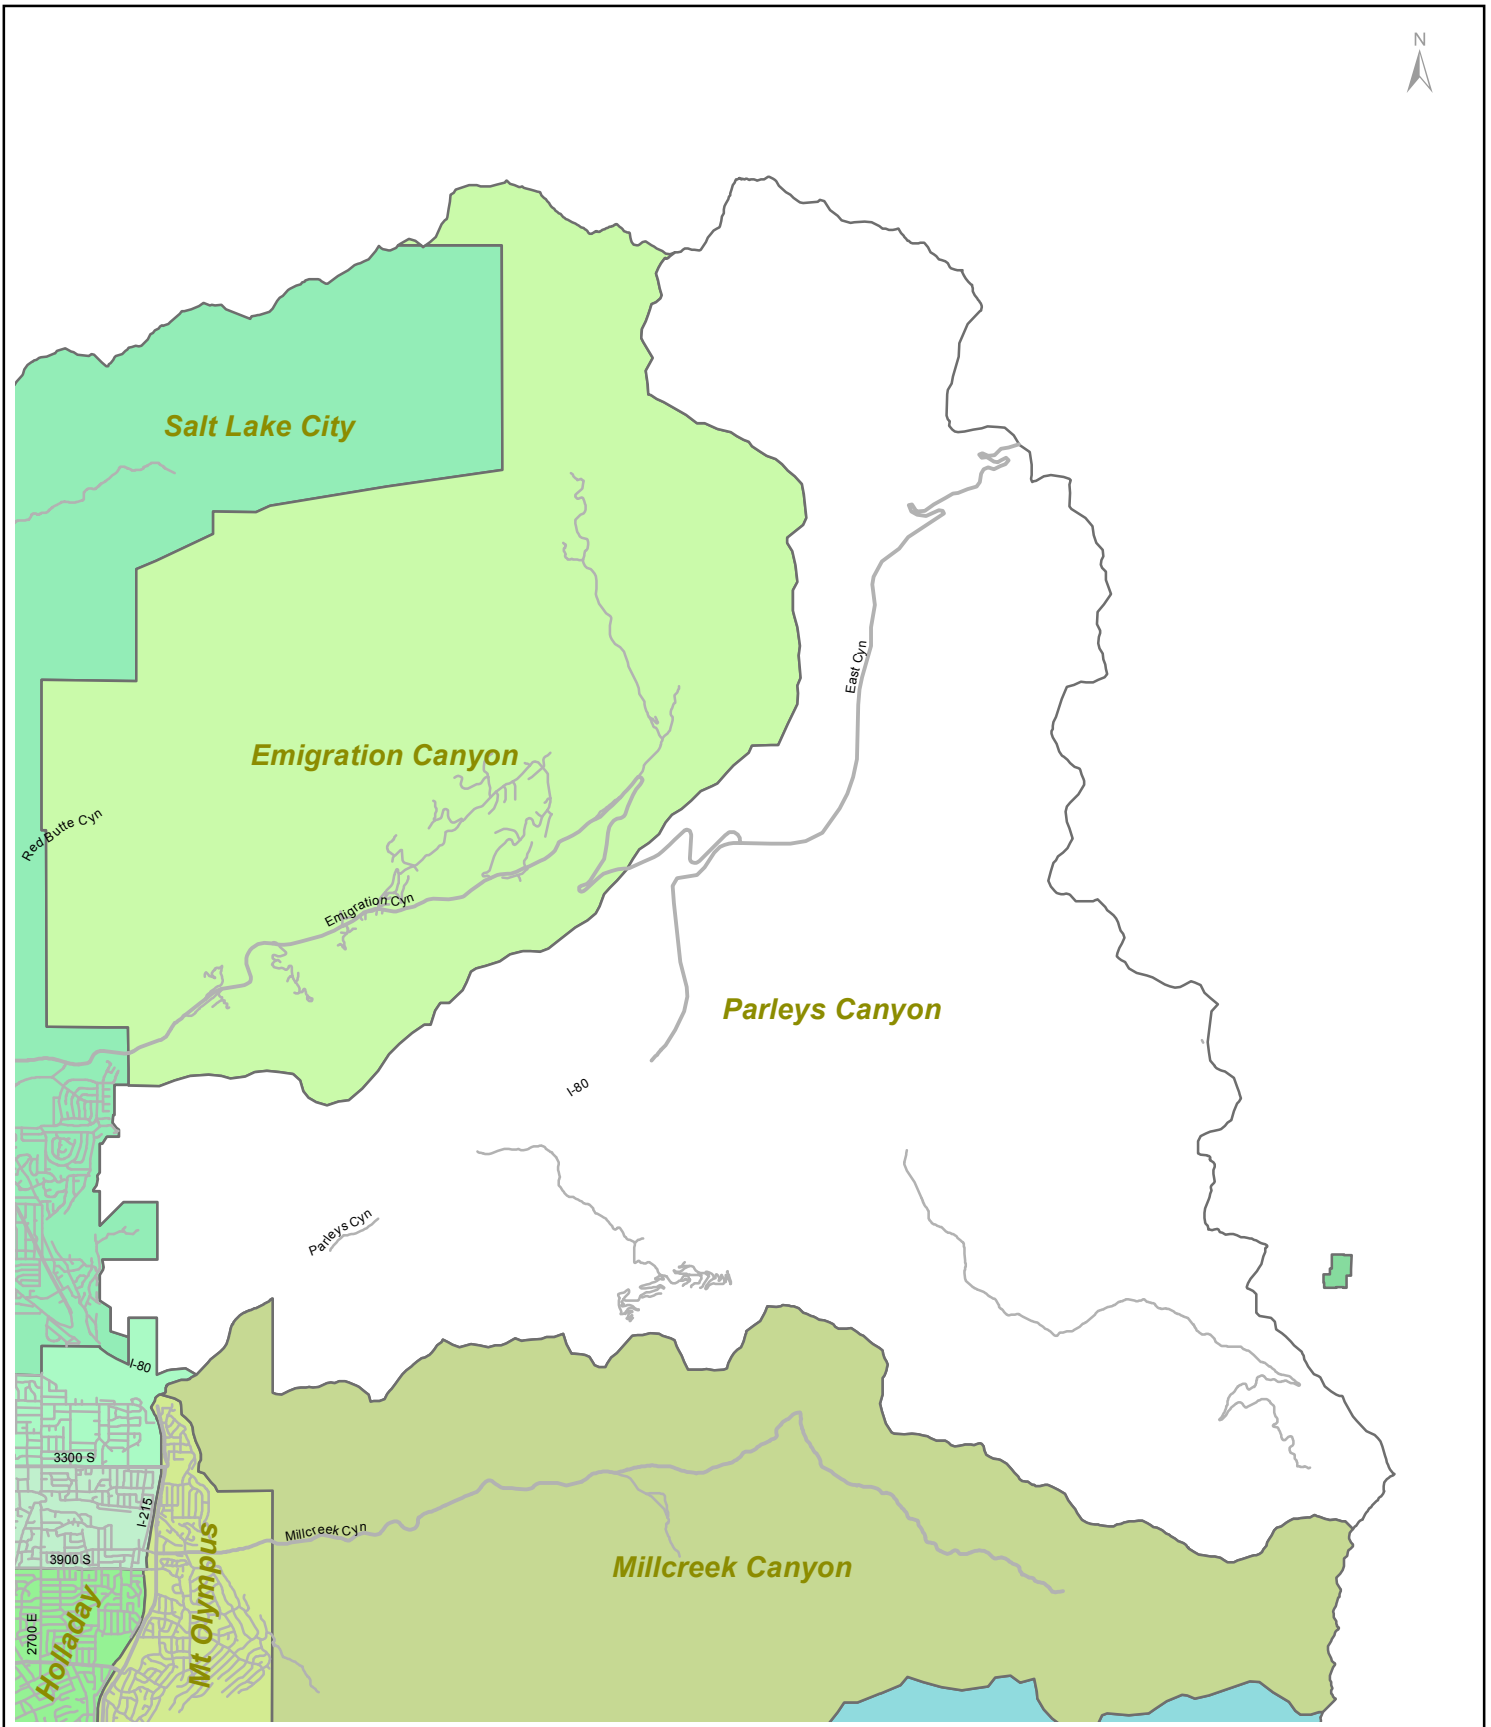 N
Salt Lake City
East Cyn
Emigration Canyon
Red Butte Cyn
Emigration Cyn
Parleys Canyon
I-80
Parleys Cyn
I-80
3300 S
I-215
Millcreek Cyn
3900 S
Millcreek Canyon
2700 E
Holladay
Mt Olympus